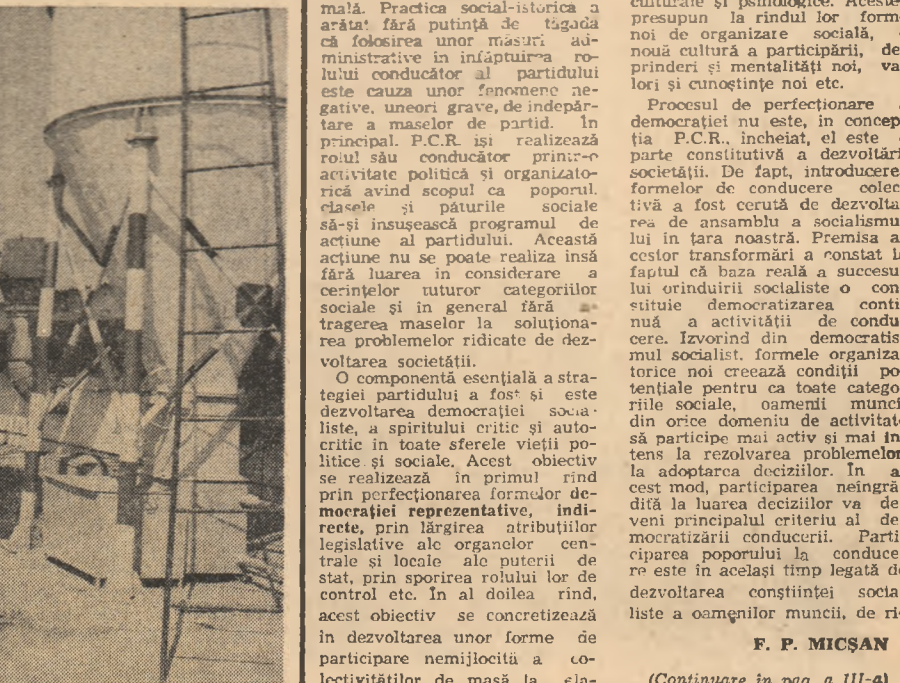 mală. Practica social-istorică a
arătat fără putință de tăgadă
că folosirea unor măsuri ad-
ministrative în înfăptuirea ro-
lului conducător al partidului
este cauza unor fenomene ne-
gative, uneori grave, de îndepăr-
tare a maselor de partid. În
principal. P.C.R. își realizează
rolul său conducător printr-o
activitate politică și organizato-
rică avînd scopul ca poporul,
clasele și păturile sociale
să-și însușească programul de
acțiune al partidului. Această
acțiune nu se poate realiza însă
fără luarea în considerare a
cerințelor tuturor categoriilor
sociale și în general fără
tragerea maselor la soluționa-
rea problemelor ridicate de dez-
voltarea societății.
O componentă esențială a stra-
tegiei partidului a fost și este
dezvoltarea democrației socia-
liste, a spiritului critic și auto-
critic în toate sferele vieții po-
litice și sociale. Acest obiectiv
se realizează în primul rînd
prin perfecționarea formelor de-
mocrației reprezentative, indi-
recte, prin lărgirea atribuțiilor
legislative ale organelor cen-
trale și locale ale puterii de
stat, prin sporirea rolului lor de
control etc. În al doilea rînd,
acest obiectiv se concretizează
în dezvoltarea unor forme de
participare nemijlocită a co-
lectivităților de masă la ela-
culturale și psihologice. Aceste
presupun la rîndul lor form
noi de organizare socială,
nouă cultură a participării, de
prinderi și mentalități noi, va
lori și cunoștințe noi etc.
Procesul de perfecționare
democrației nu este, în concep
ția P.C.R., încheiat, el este
parte constitutivă a dezvoltări
societății. De fapt, introducere
formelor de conducere colec
tivă a fost cerută de dezvolta
rea de ansamblu a socialismu
lui în țara noastră. Premisa a
cestor transformări a constat î
faptul că baza reală a succesu
lui orînduirii socialiste o con
stituie democratizarea conti
nuă a activității de condu
cere. Izvorînd din democratis
mul socialist, formele organiza
torice noi creează condiții po
tențiale pentru ca toate catego
riile sociale, oamenii munci
din orice domeniu de activitat
să participe mai activ și mai in
tens la rezolvarea problemelor
la adoptarea deciziilor. În a
cest mod, participarea neîngră
dită la luarea deciziilor va de
veni principalul criteriu al de
mocratizării conducerii. Parti
ciparea poporului la conduce
re este în același timp legată d
dezvoltarea conștiinței socia
liste a oamenilor muncii, de ri
F. P. MICȘAN
(Continuare în pag. a III-a)